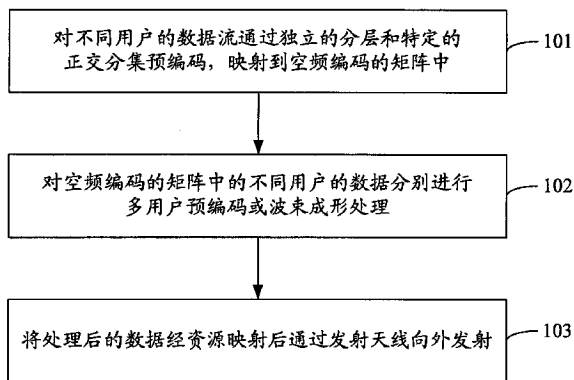 对不同用户的数据流通过独立的分层和特定的
正交分集预编码，映射到空频编码的矩阵中
101
对空频编码的矩阵中的不同用户的数据分别进行
多用户预编码或波束成形处理
102
将处理后的数据经资源映射后通过发射天线向外发射
103